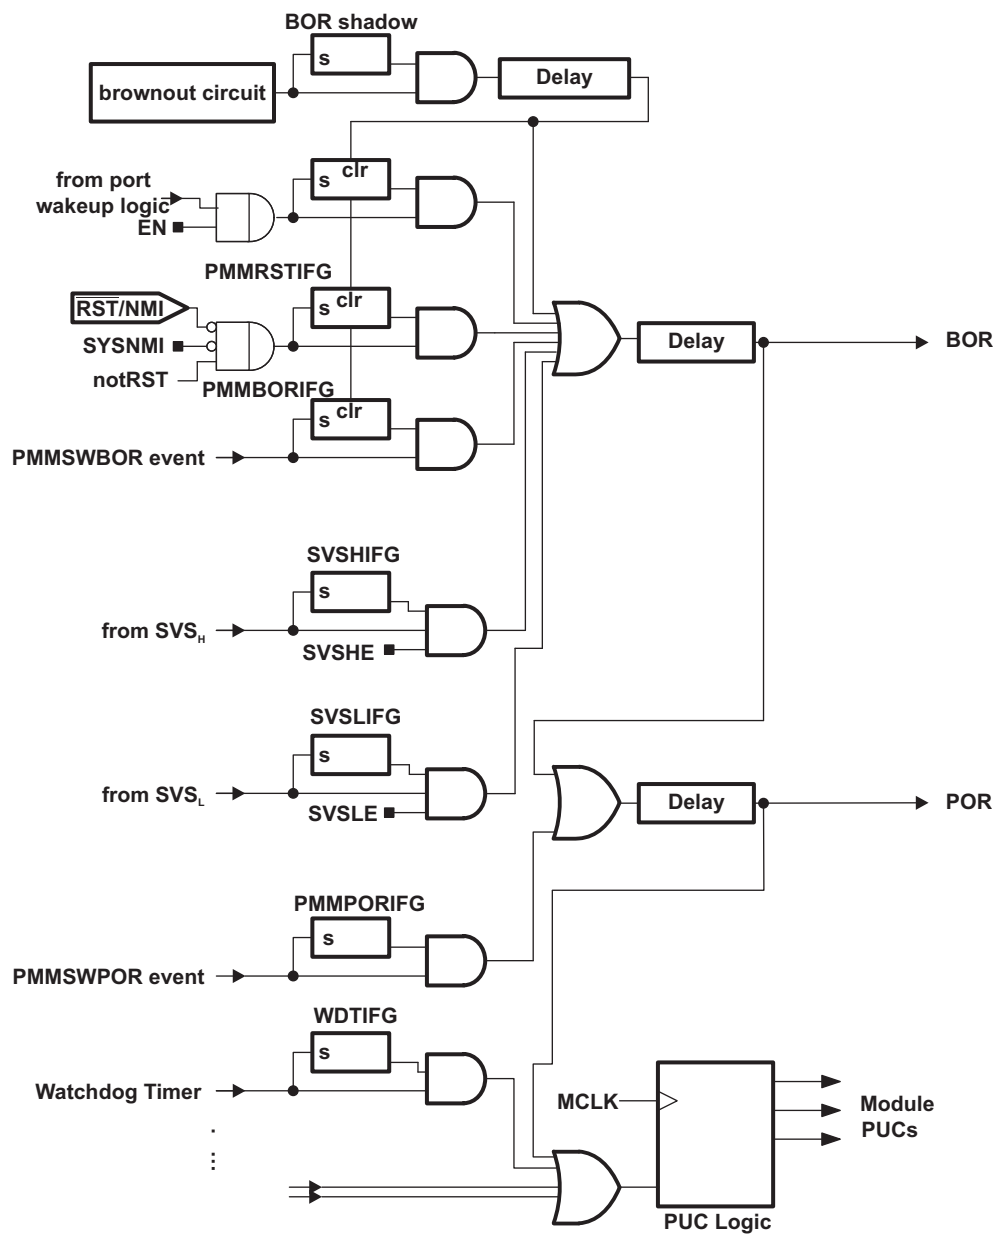 BOR shadow
s
brownout circuit
Delay
clr
s
from port
wakeup logic
EN
PMMRSTIFG
clr
s
RST/NMI
SYSNMI
notRST
PMMBORIFG
clr
s
PMMSWBOR event
Delay
BOR
SVSHIFG
s
from SVSH
SVSHE
SVSLIFG
s
from SVSL
SVSLE
Delay
POR
PMMPORIFG
s
PMMSWPOR event
WDTIFG
s
Watchdog Timer
MCLK
Module
PUCs
PUC Logic